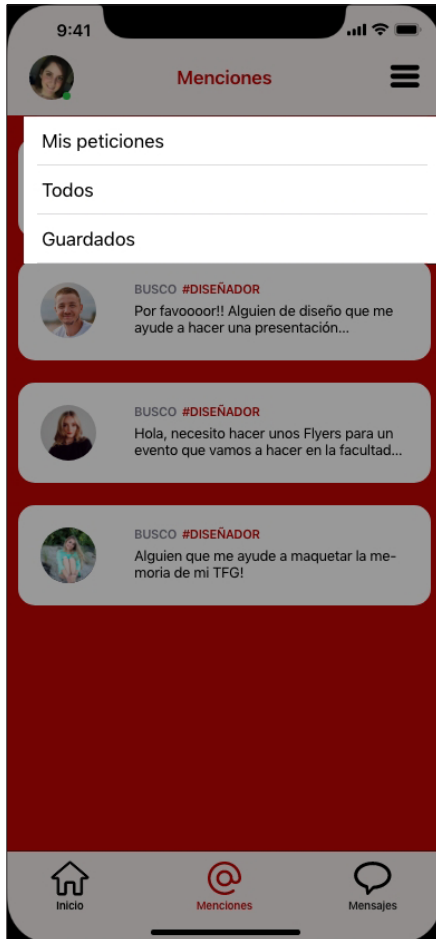 9:41
Menciones
Mis peticiones
Todos
Guardados
BUSCO #DISEÑADOR
Por favoooor!! Alguien de diseño que me
ayude a hacer una presentación...
BUSCO #DISEÑADOR
Hola, necesito hacer unos Flyers para un
evento que vamos a hacer en la facultad...
BUSCO #DISEÑADOR
Alguien que me ayude a maquetar la me-
moria de mi TFG!
Inicio
Menciones
Mensajes